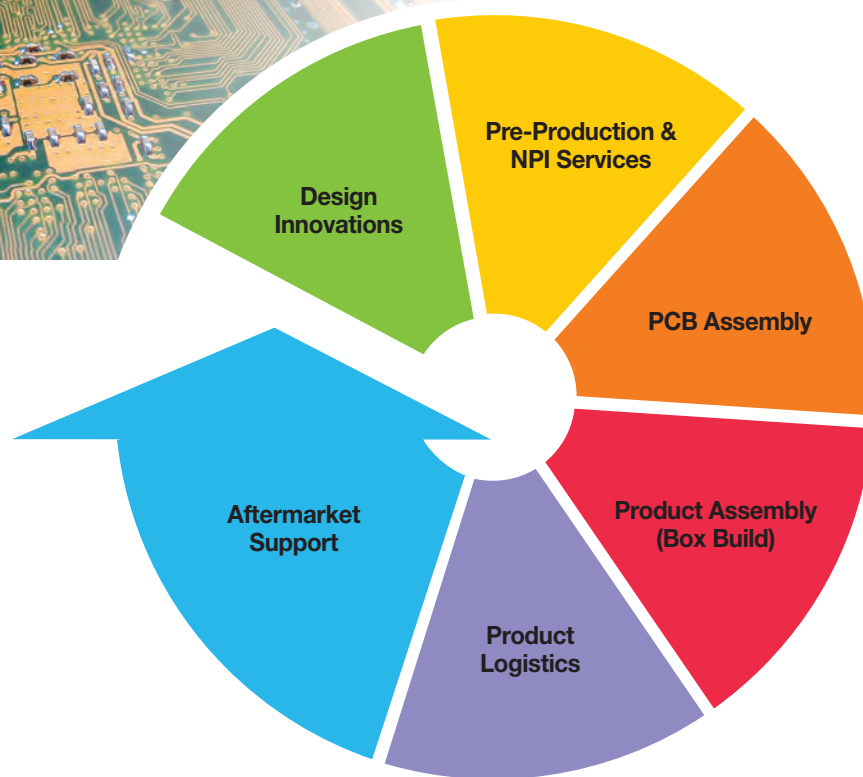 Design
Innovations
Pre-Production &
NPI Services
PCB Assembly
Product Assembly
(Box Build)
Product
Logistics
Aftermarket
Support